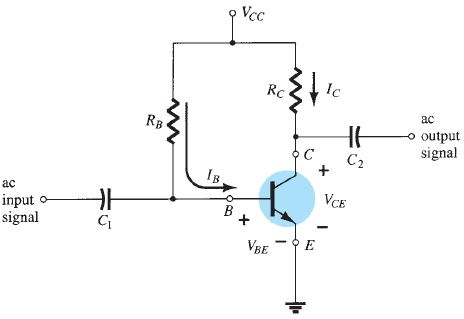 V_CC
R_C
I_C
R_B
ac
output
signal
C
C_2
+
I_B
ac
input
signal
C_1
B
+
V_CE
V_BE
−
E
−